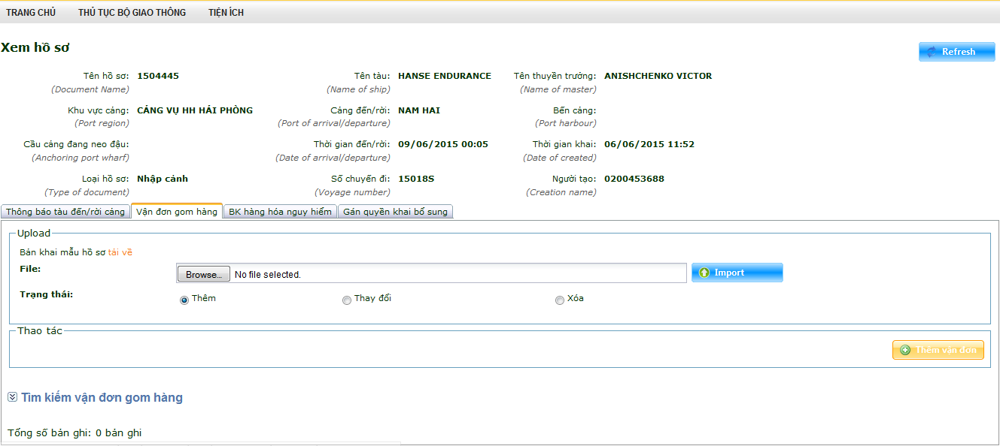 TRANG CHỦ THỦ TỤC BỘ GIAO THÔNG TIỆN ÍCH
Xem hồ sơ
Refresh
Tên hồ sơ: 1504445 Tên tàu: HANSE ENDURANCE Tên thuyền trưởng: ANISHCHENKO VICTOR
(Document Name) (Name of ship) (Name of master)
Khu vực cảng: CẢNG VỤ HH HẢI PHÒNG Cảng đến/rời: NAM HAI Bến cảng:
(Port region) (Port of arrival/departure) (Port harbour)
Cầu cảng đang neo đậu: Thời gian đến/rời: 09/06/2015 00:05 Thời gian khai: 06/06/2015 11:52
(Anchoring port wharf) (Date of arrival/departure) (Date of created)
Loại hồ sơ: Nhập cảnh Số chuyến đi: 15018S Người tạo: 0200453688
(Type of document) (Voyage number) (Creation name)
Thông báo tàu đến/rời cảng Vận đơn gom hàng BK hàng hóa nguy hiểm Gán quyền khai bổ sung
Upload
Bản khai mẫu hồ sơ tải về
File: Browse... No file selected. Import
Trạng thái: Thêm Thay đổi Xóa
Thao tác
Thêm vận đơn
Tìm kiếm vận đơn gom hàng
Tổng số bản ghi: 0 bản ghi